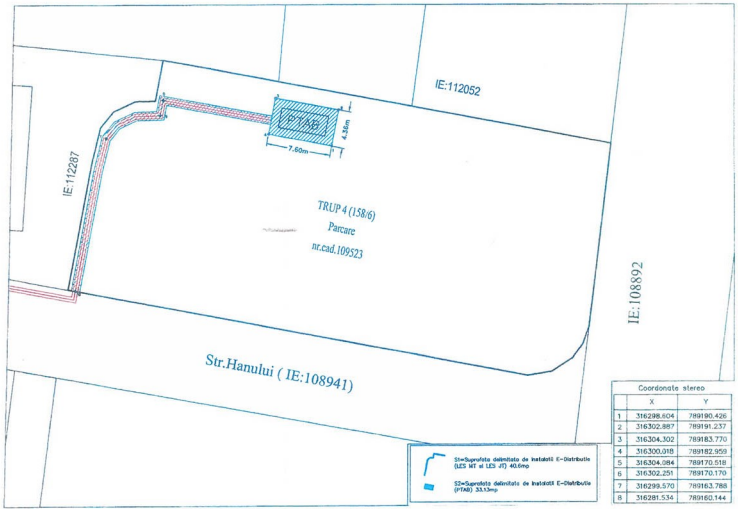 IE:112052
PTAB
4.36m
7.60m
IE:112287
TRUP 4 (158/6)
Parcare
nr.cad.109523
IE:108892
Str.Hanului ( IE:108941)
Coordonate stereo
X Y
1 316298.604 789190.426
2 316302.887 789191.237
3 316304.302 789183.770
4 316300.018 789182.959
5 316304.084 789170.518
6 316302.251 789170.170
7 316299.570 789163.788
8 316281.534 789160.144
S1=Suprafata delimitata de instalatii E-Distributie
(LES MT si LES JT) 40.6mp
S2=Suprafata delimitata de instalatii E-Distributie
(PTAB) 33.13mp